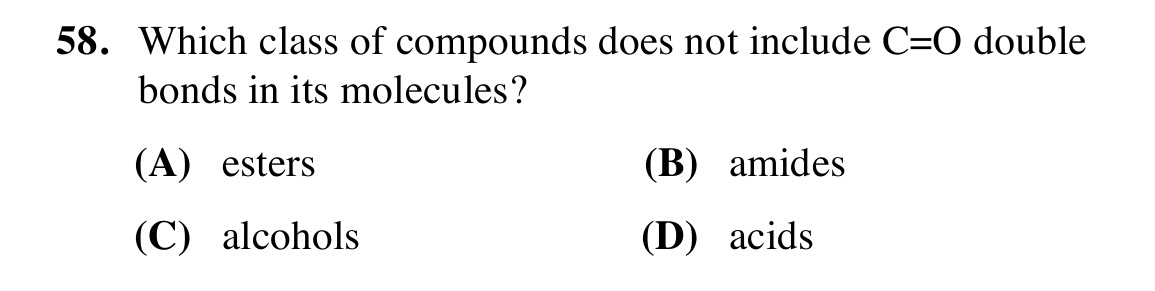 58. Which class of compounds does not include C=O double
bonds in its molecules?
(A) esters (B) amides
(C) alcohols (D) acids